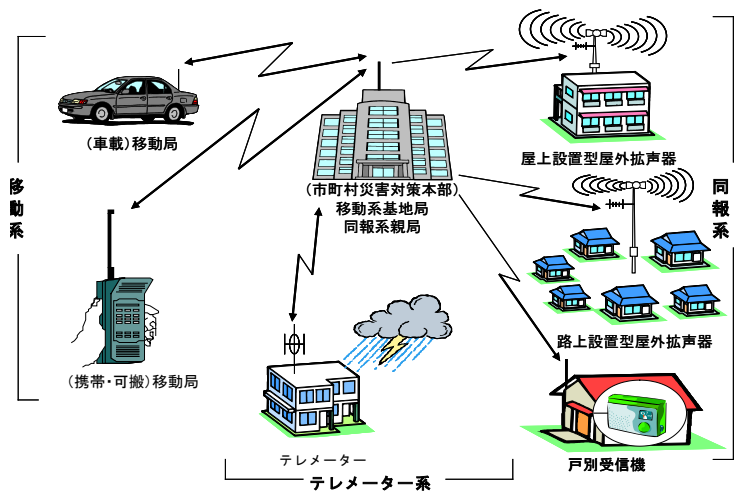 (車載)移動局
屋上設置型屋外拡声器
(市町村災害対策本部)
移動系基地局
同報系親局
移動系
同報系
路上設置型屋外拡声器
(携帯・可搬)移動局
テレメーター
戸別受信機
テレメーター系